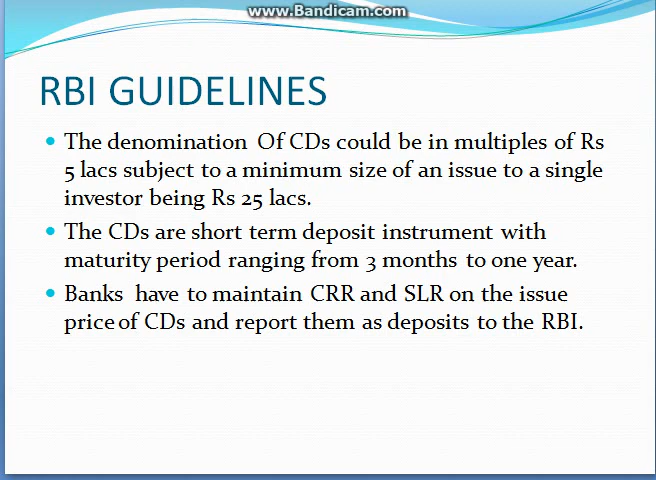 www.Bandicam.com
RBI GUIDELINES
The denomination Of CDs could be in multiples of Rs
5 lacs subject to a minimum size of an issue to a single
investor being Rs 25 lacs.
The CDs are short term deposit instrument with
maturity period ranging from 3 months to one year.
Banks have to maintain CRR and SLR on the issue
price of CDs and report them as deposits to the RBI.